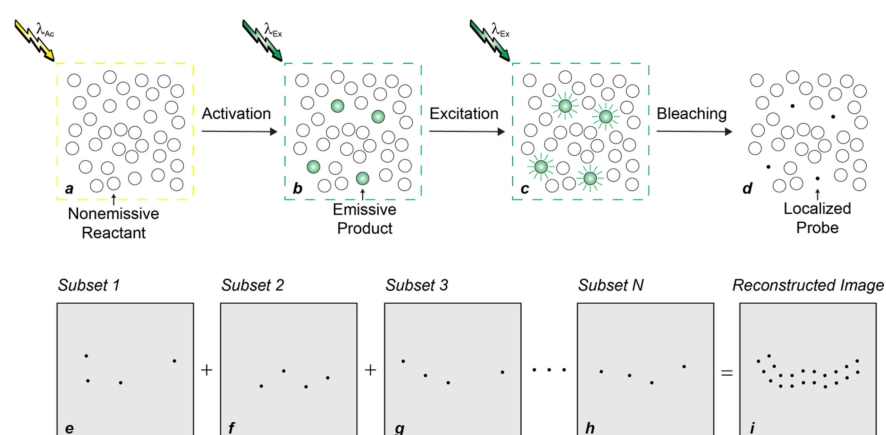 λAc
λEx
λEx
Activation
Excitation
Bleaching
a
b
c
d
Nonemissive
Reactant
Emissive
Product
Localized
Probe
Subset 1
Subset 2
Subset 3
Subset N
Reconstructed Image
+
+
• • •
=
e
f
g
h
i